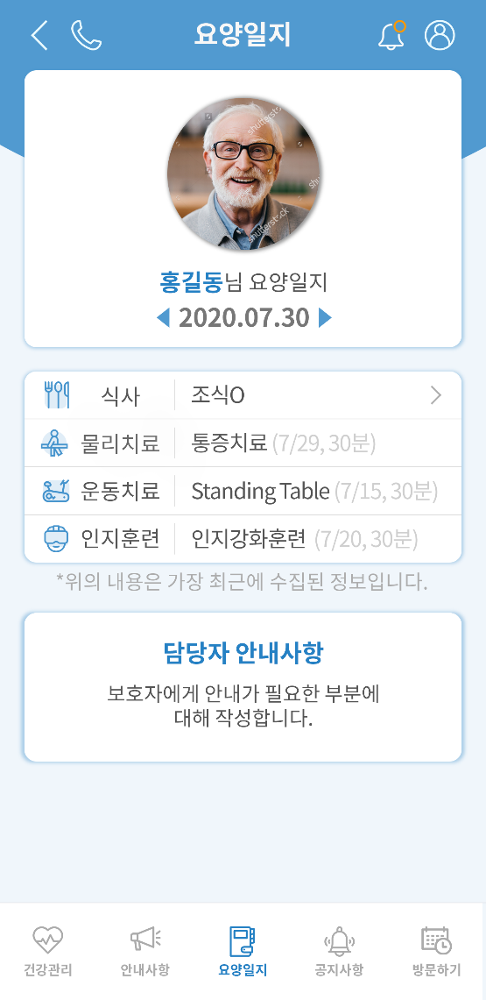 요양일지
shutterstock
shutterstock
홍길동님 요양일지
2020.07.30
식사 조식O
물리치료 통증치료 (7/29, 30분)
운동치료 Standing Table (7/15, 30분)
인지훈련 인지강화훈련 (7/20, 30분)
*위의 내용은 가장 최근에 수집된 정보입니다.
담당자 안내사항
보호자에게 안내가 필요한 부분에
대해 작성합니다.
건강관리 안내사항 요양일지 공지사항 방문하기